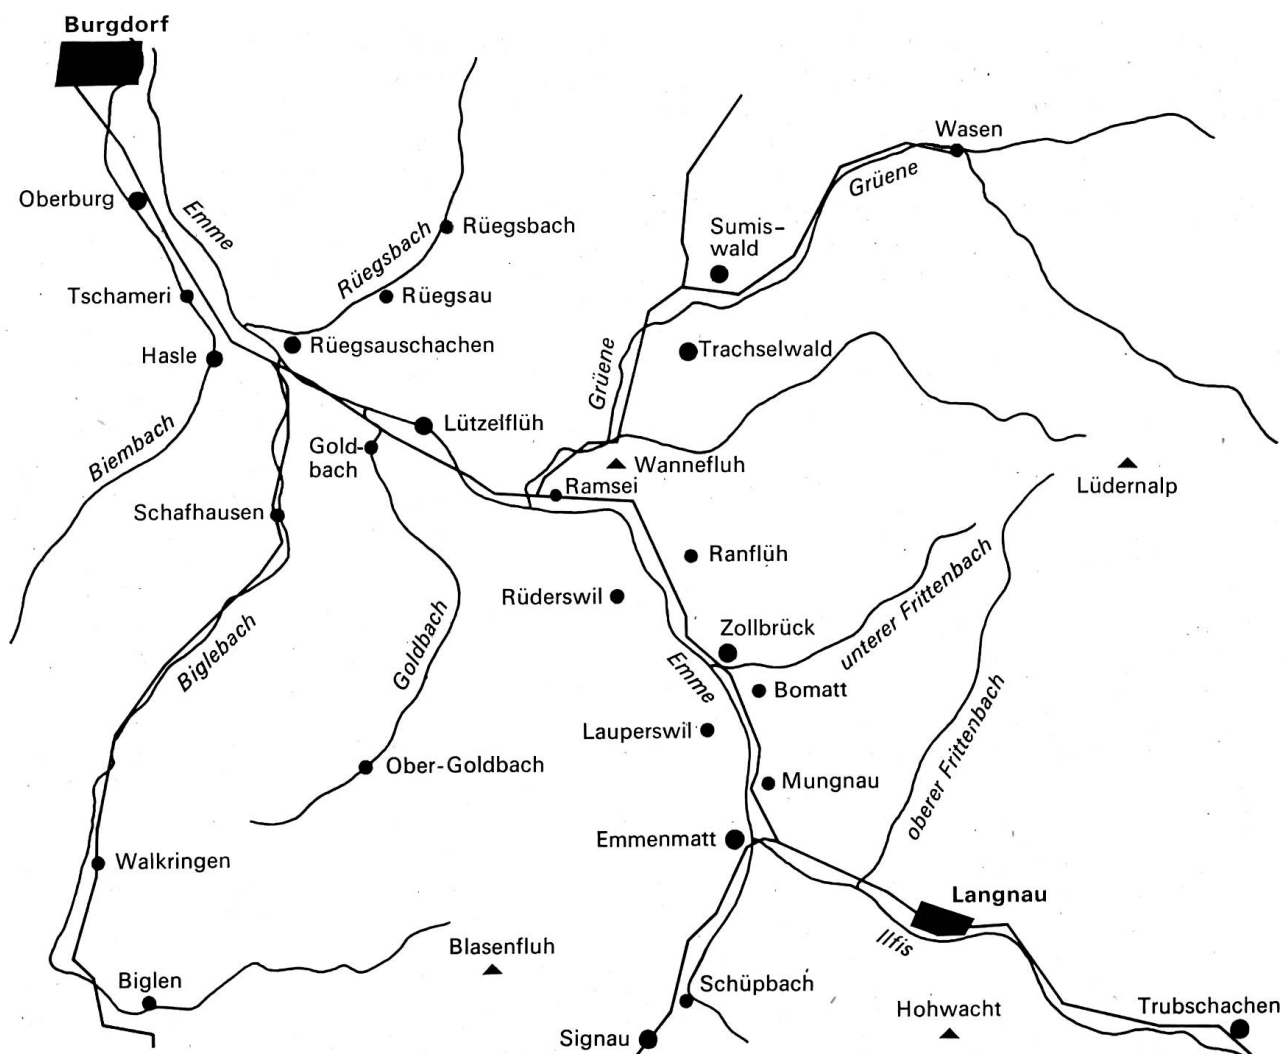 Burgdorf
Wasen
Grüene
Oberburg
Emme
Rüegsbach
Rüegsbach
Sumis-
wald
Tschameri
Rüegsau
Hasle
Rüegsauschachen
Grüene
Trachselwald
Biembach
Lützelflüh
Gold-
bach
Wannefluh
Lüdernalp
Ramsei
Schafhausen
Ranflüh
unterer Frittenbach
Rüderswil
Zollbrück
Biglebach
Goldbach
Emme
Bomatt
Lauperswil
oberer Frittenbach
Ober-Goldbach
Mungnau
Emmenmatt
Walkringen
Langnau
Ilfis
Blasenfluh
Biglen
Schüpbach
Hohwacht
Trubschachen
Signau